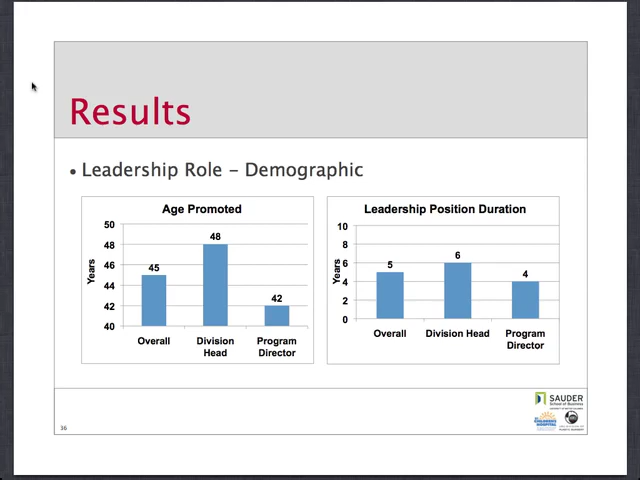 Results
• Leadership Role – Demographic
Age Promoted
50
48
46
44
42
40
Years
45
48
42
Overall
Division Head
Program Director
Leadership Position Duration
10
8
6
4
2
0
Years
5
6
4
Overall
Division Head
Program Director
SAUDER
School of Business
CHILDREN'S
HOSPITAL
36